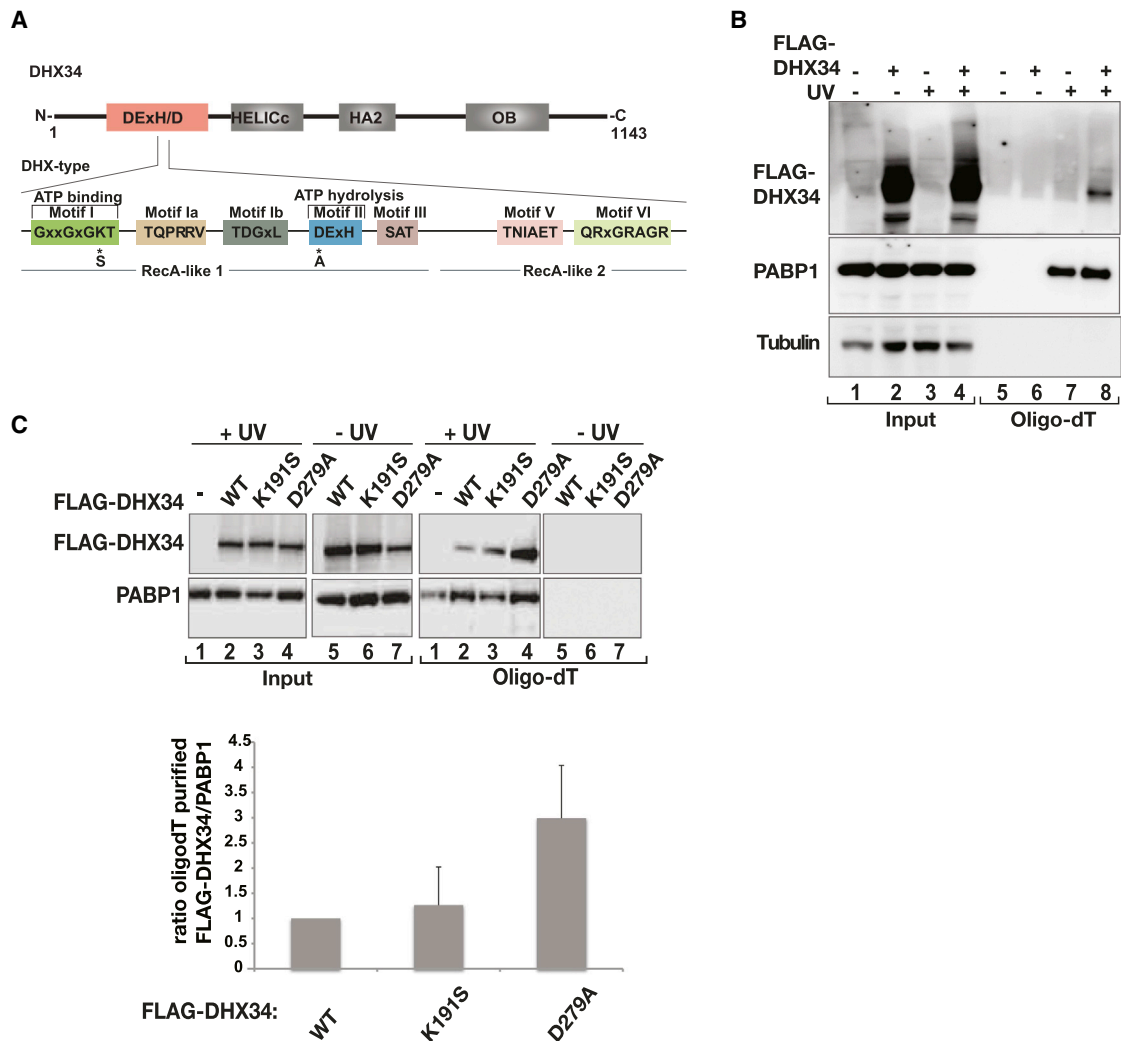 A
DHX34
N-
DExH/D
HELICc
HA2
OB
-C
1
1143
DHX-type
ATP binding
ATP hydrolysis
Motif I
Motif Ia
Motif Ib
Motif II
Motif III
Motif V
Motif VI
GxxGxGKT
TQPRRV
TDGxL
DExH
SAT
TNIAET
QRxGRAGR
*
*
S
A
RecA-like 1
RecA-like 2
B
FLAG-
DHX34
- + - + - + - +
UV
- - + + - - + +
FLAG-
DHX34
PABP1
Tubulin
1 2 3 4 5 6 7 8
Input
Oligo-dT
C
+ UV
- UV
+ UV
- UV
FLAG-DHX34
- WT K191S D279A WT K191S D279A - WT K191S D279A WT K191S D279A
FLAG-DHX34
PABP1
1 2 3 4 5 6 7 1 2 3 4 5 6 7
Input
Oligo-dT
ratio oligodT purified
FLAG-DHX34/PABP1
4.5
4
3.5
3
2.5
2
1.5
1
0.5
0
FLAG-DHX34:
WT
K191S
D279A